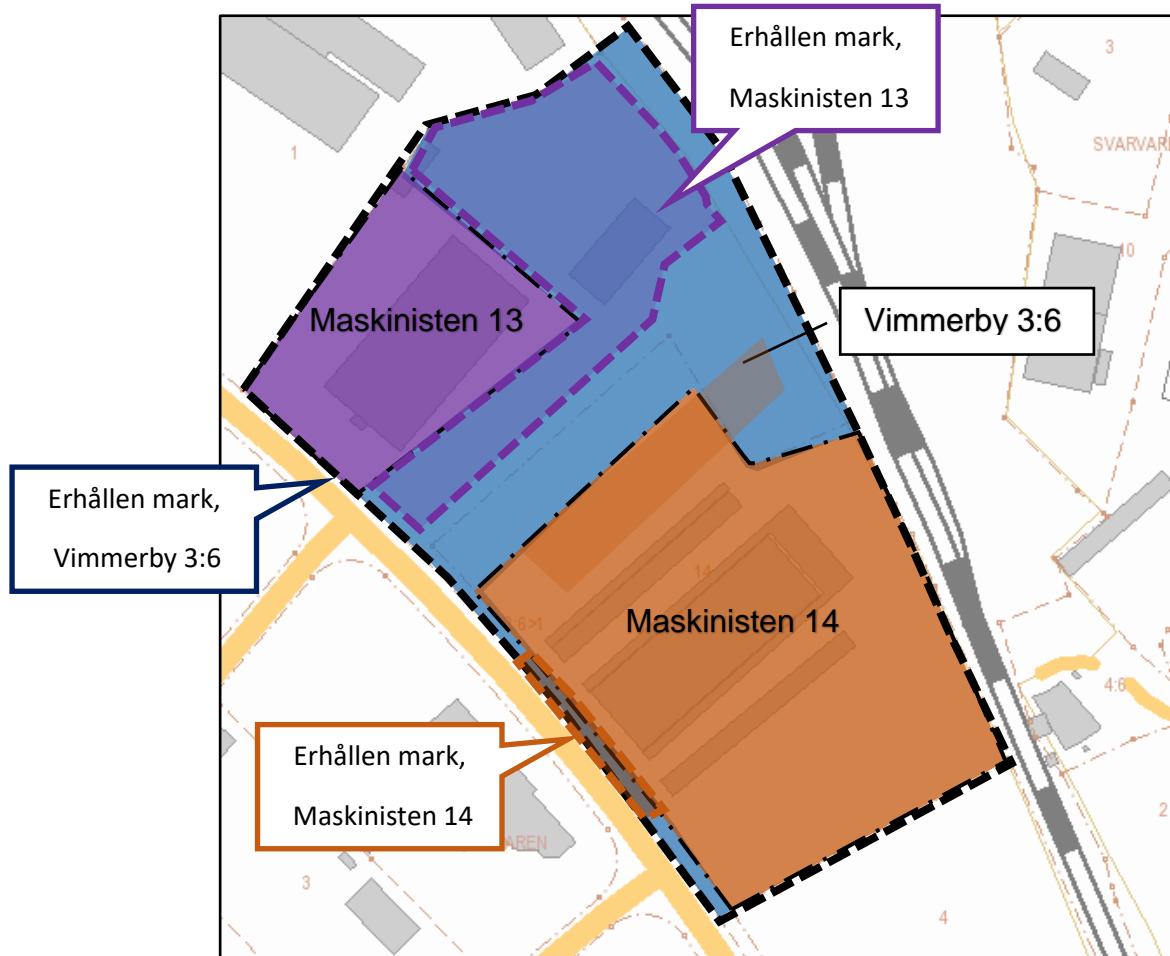 Erhållen mark,
Maskinisten 13
3
SVARVARE
1
10
Maskinisten 13
Vimmerby 3:6
Erhållen mark,
Vimmerby 3:6
14
Maskinisten 14
4:6
Erhållen mark,
Maskinisten 14
2
3
4